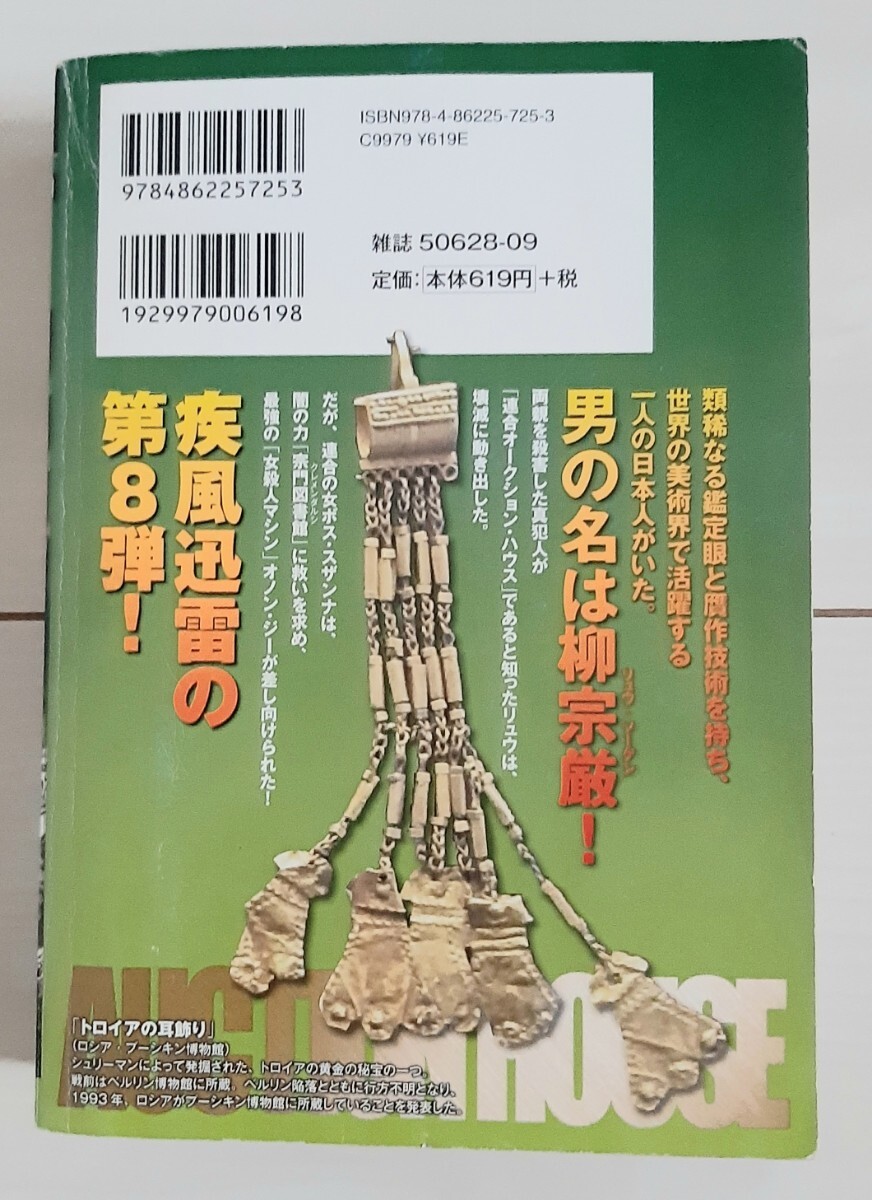 ISBN978-4-86225-725-3
C9979 ¥619E
9784862257253
雑誌 50628-09
定価：本体619円＋税
1929979006198
類稀なる鑑定眼と贋作技術を持ち、
世界の美術界で活躍する
一人の日本人がいた。
男の名は柳宗厳！
リュウ ソーゲン
両親を殺害した真犯人が
「連合オークション・ハウス」であると知ったリュウは、
壊滅に動き出した。
だが、連合の女ボス・スザンナは、
闇の力「宗門図書館」に救いを求め、
クレメンダルシ
最強の「女殺人マシン」オノン・ジーが差し向けられた！
疾風迅雷の
第8弾！
AUCTION HOUSE
「トロイアの耳飾り」
（ロシア・プーシキン博物館）
シュリーマンによって発掘された、トロイアの黄金の秘宝の一つ。
戦前はベルリン博物館に所蔵。ベルリン陥落とともに行方不明となり、
1993年、ロシアがプーシキン博物館に所蔵していることを発表した。